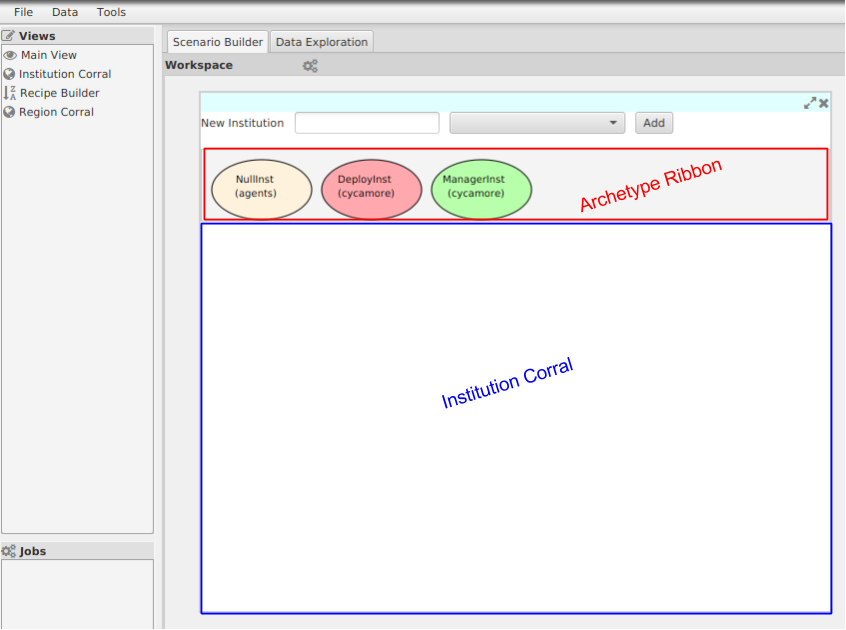 File Data Tools
Views
Main View
Institution Corral
Recipe Builder
Region Corral
Jobs
Scenario Builder Data Exploration
Workspace
New Institution Add
NullInst
(agents)
DeployInst
(cycamore)
ManagerInst
(cycamore)
Archetype Ribbon
Institution Corral